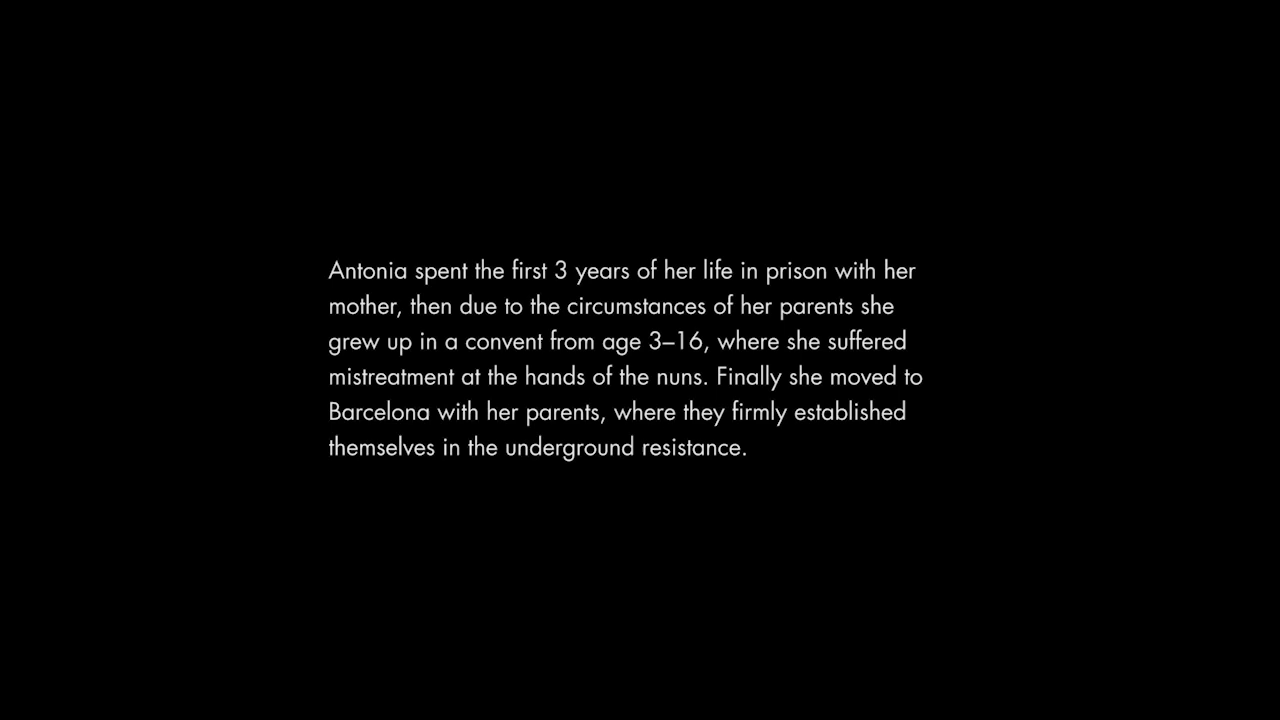 Antonia spent the first 3 years of her life in prison with her
mother, then due to the circumstances of her parents she
grew up in a convent from age 3–16, where she suffered
mistreatment at the hands of the nuns. Finally she moved to
Barcelona with her parents, where they firmly established
themselves in the underground resistance.